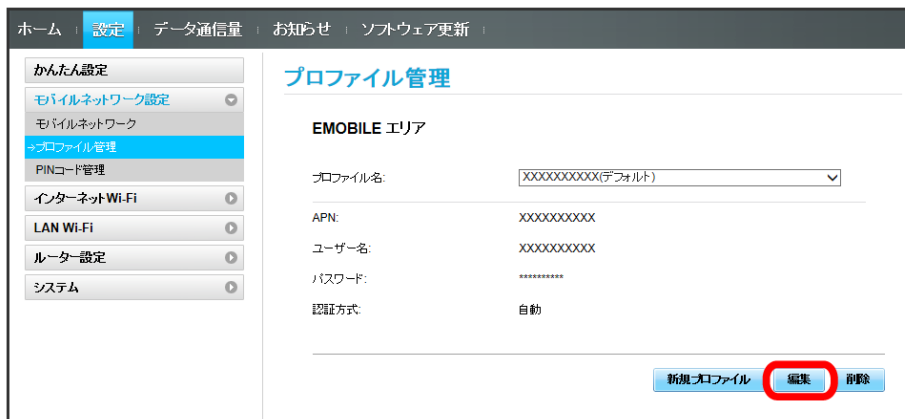 ホーム 設定 データ通信量 お知らせ ソフトウェア更新
かんたん設定
モバイルネットワーク設定
モバイルネットワーク
→プロファイル管理
PINコード管理
インターネットWi-Fi
LAN Wi-Fi
ルーター設定
システム
プロファイル管理
EMOBILE エリア
プロファイル名: XXXXXXXXXX(デフォルト)
APN: XXXXXXXXXX
ユーザー名: XXXXXXXXXX
パスワード: **********
認証方式: 自動
新規プロファイル 編集 削除